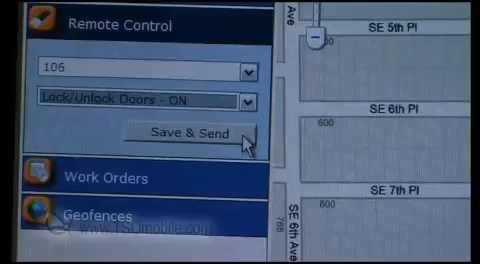 Remote Control
106
Lock/Unlock Doors - ON
Save & Send
Work Orders
Geofences
www.TSOmobile.com
Ave
SE 5th Pl
600
SE 6th Pl
600
SE 7th Pl
800
SE 6th Ave